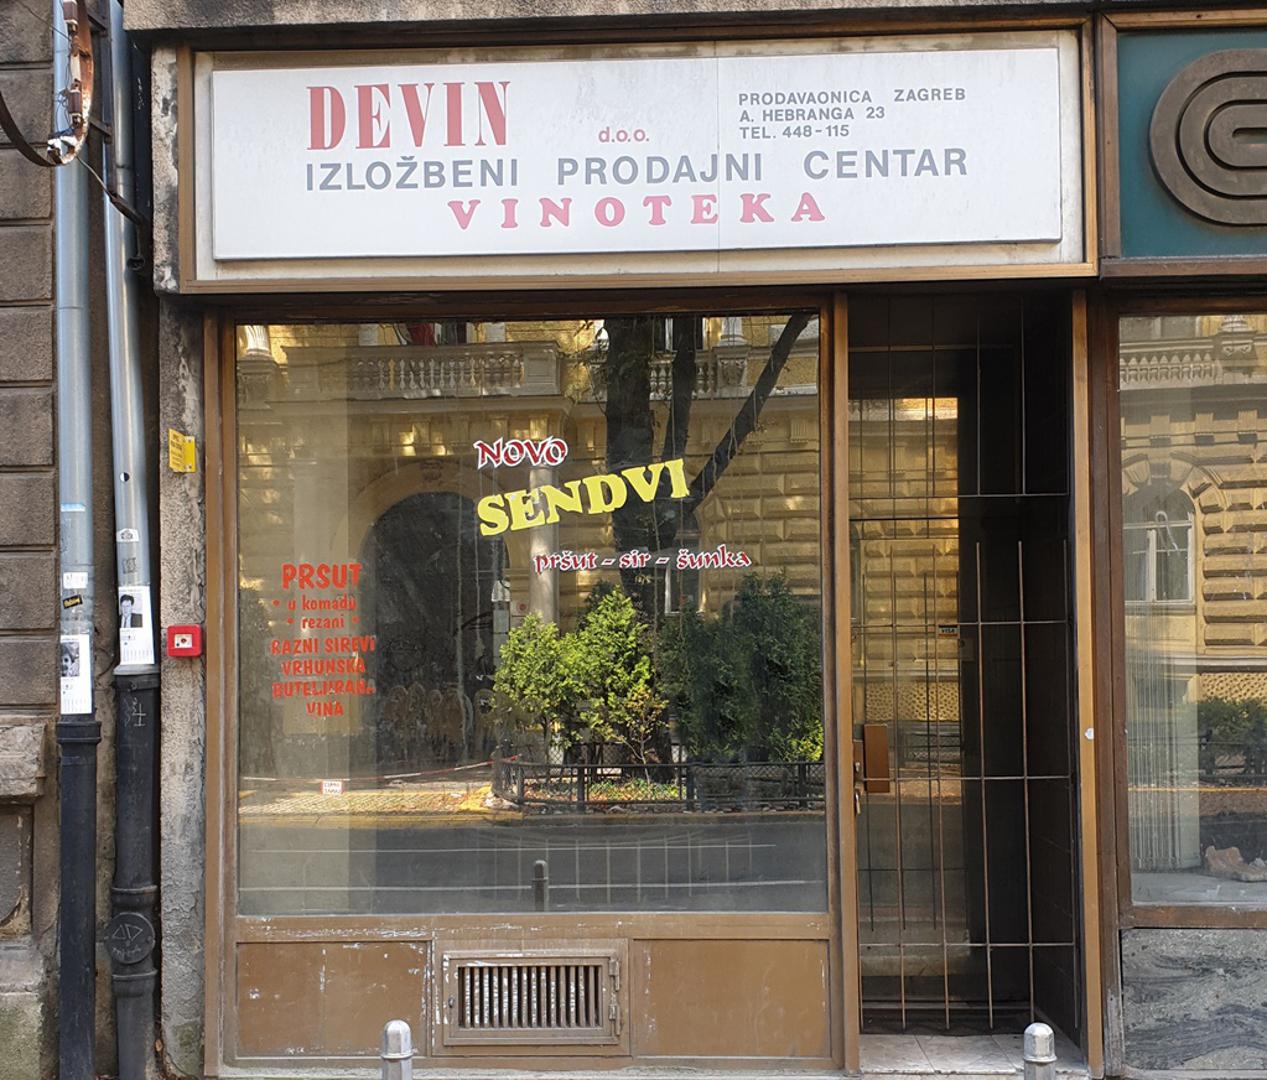 DEVIN
d.o.o.
PRODAVAONICA ZAGREB
A. HEBRANGA 23
TEL. 448-115
IZLOŽBENI PRODAJNI CENTAR
VINOTEKA
NOVO
SENDVI
pršut - sir - šunka
PRSUT
• u komadu
• rezani •
RAZNI SIREVI
VRHUNSKA
VINA
VISA